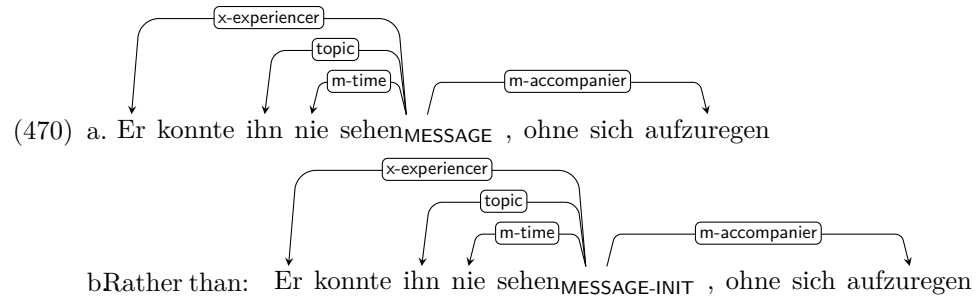 x-experiencer
topic
m-time
m-accompanier
(470) a. Er konnte ihn nie sehenMESSAGE , ohne sich aufzuregen
x-experiencer
topic
m-time
m-accompanier
bRather than: Er konnte ihn nie sehenMESSAGE-INIT , ohne sich aufzuregen